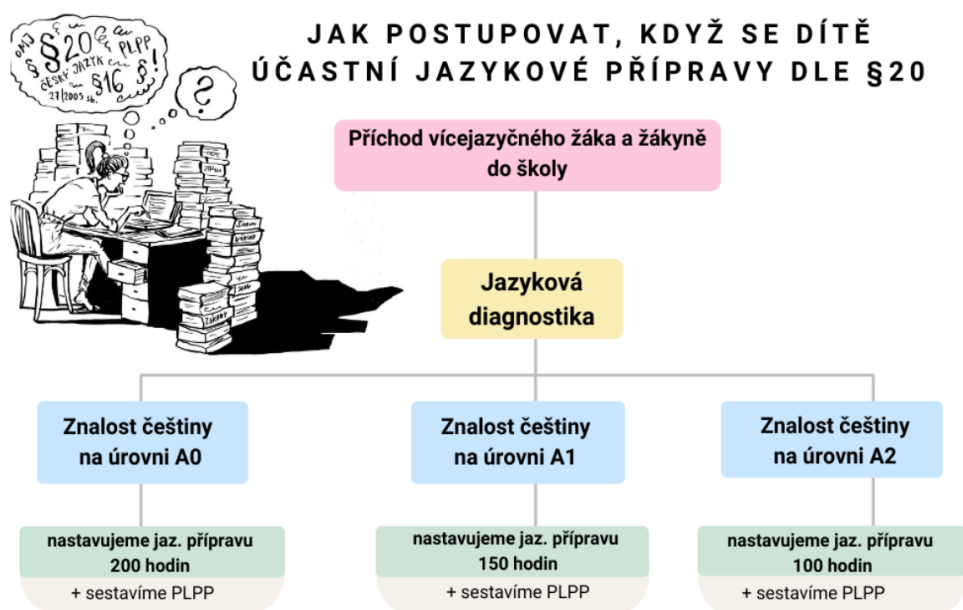 JAK POSTUPOVAT, KDYŽ SE DÍTĚ
ÚČASTNÍ JAZYKOVÉ PŘÍPRAVY DLE §20
OMJ
§ §20 PLPP
ČESKÝ JAZYK
§16 §!
27/2005 sb.
?
Příchod vícejazyčného žáka a žákyně
do školy
Jazyková
diagnostika
Znalost češtiny
na úrovni A0
Znalost češtiny
na úrovni A1
Znalost češtiny
na úrovni A2
nastavujeme jaz. přípravu
200 hodin
+ sestavíme PLPP
nastavujeme jaz. přípravu
150 hodin
+ sestavíme PLPP
nastavujeme jaz. přípravu
100 hodin
+ sestavíme PLPP